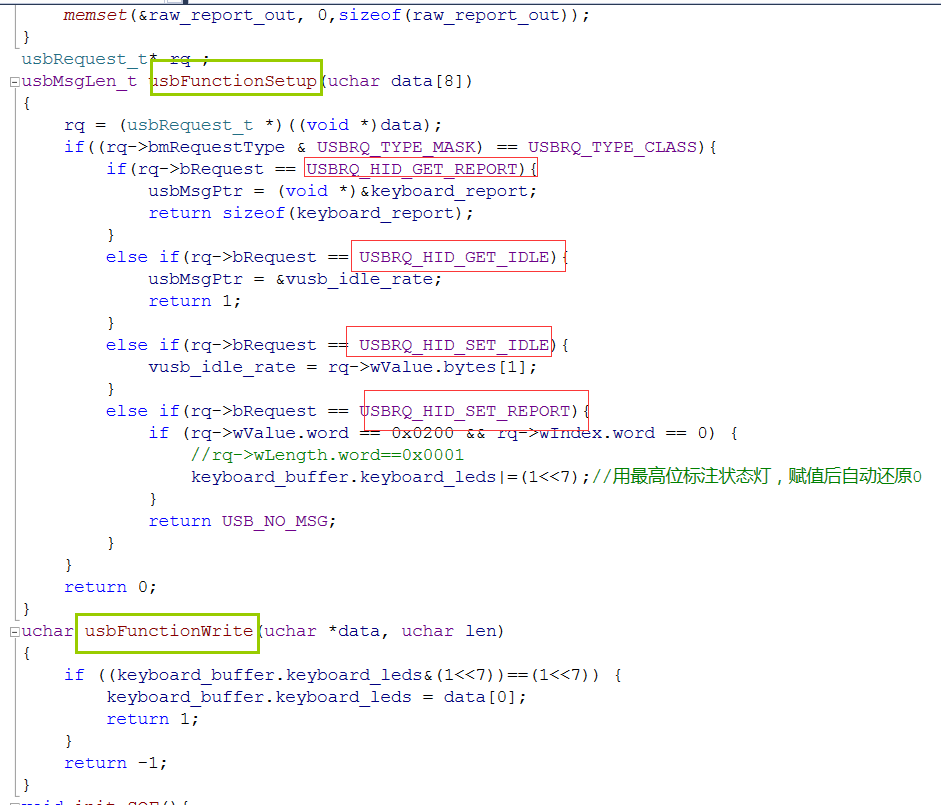 memset(&raw_report_out, 0,sizeof(raw_report_out));
}
usbRequest_t* rq ;
usbMsgLen_t usbFunctionSetup(uchar data[8])
{
rq = (usbRequest_t *)((void *)data);
if((rq->bmRequestType & USBRQ_TYPE_MASK) == USBRQ_TYPE_CLASS){
if(rq->bRequest == USBRQ_HID_GET_REPORT){
usbMsgPtr = (void *)&keyboard_report;
return sizeof(keyboard_report);
}
else if(rq->bRequest == USBRQ_HID_GET_IDLE){
usbMsgPtr = &vusb_idle_rate;
return 1;
}
else if(rq->bRequest == USBRQ_HID_SET_IDLE){
vusb_idle_rate = rq->wValue.bytes[1];
}
else if(rq->bRequest == USBRQ_HID_SET_REPORT){
if (rq->wValue.word == 0x0200 && rq->wIndex.word == 0) {
//rq->wLength.word==0x0001
keyboard_buffer.keyboard_leds|=(1<<7);//用最高位标注状态灯，赋值后自动还原0
}
return USB_NO_MSG;
}
}
return 0;
}
uchar usbFunctionWrite(uchar *data, uchar len)
{
if ((keyboard_buffer.keyboard_leds&(1<<7))==(1<<7)) {
keyboard_buffer.keyboard_leds = data[0];
return 1;
}
return -1;
}
void init_SOF(){